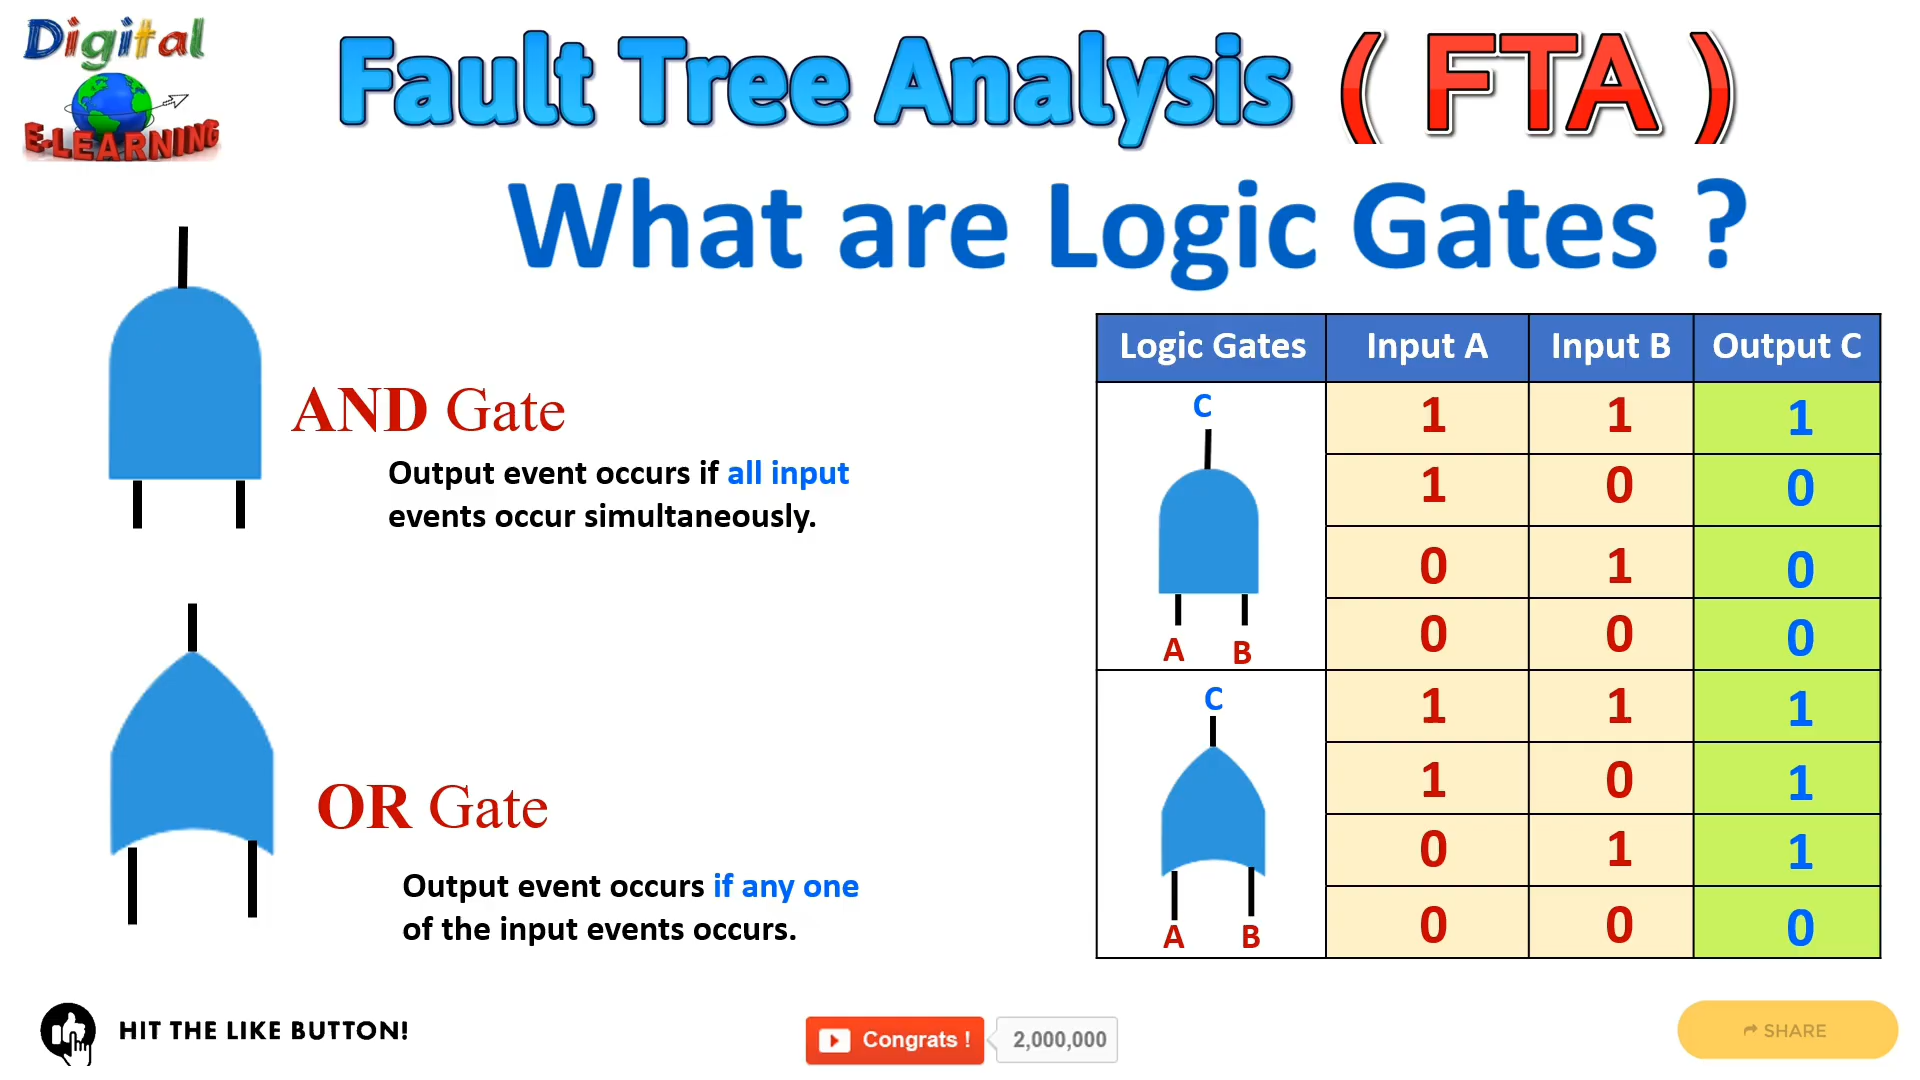 Digital
E-LEARNING
Fault Tree Analysis ( FTA )
What are Logic Gates ?
AND Gate
Output event occurs if all input
events occur simultaneously.
OR Gate
Output event occurs if any one
of the input events occurs.
Logic Gates Input A Input B Output C
C
A B
1 1 1
1 0 0
0 1 0
0 0 0
C
A B
1 1 1
1 0 1
0 1 1
0 0 0
HIT THE LIKE BUTTON!
Congrats ! 2,000,000
SHARE